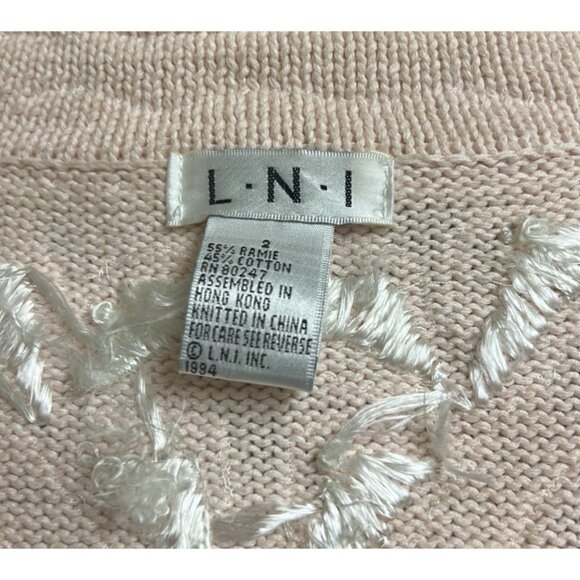 L·N·I
2
55% RAMIE
45% COTTON
RN 80247
ASSEMBLED IN
HONG KONG
KNITTED IN CHINA
FOR CARE SEE REVERSE
© L.N.I. INC.
1994